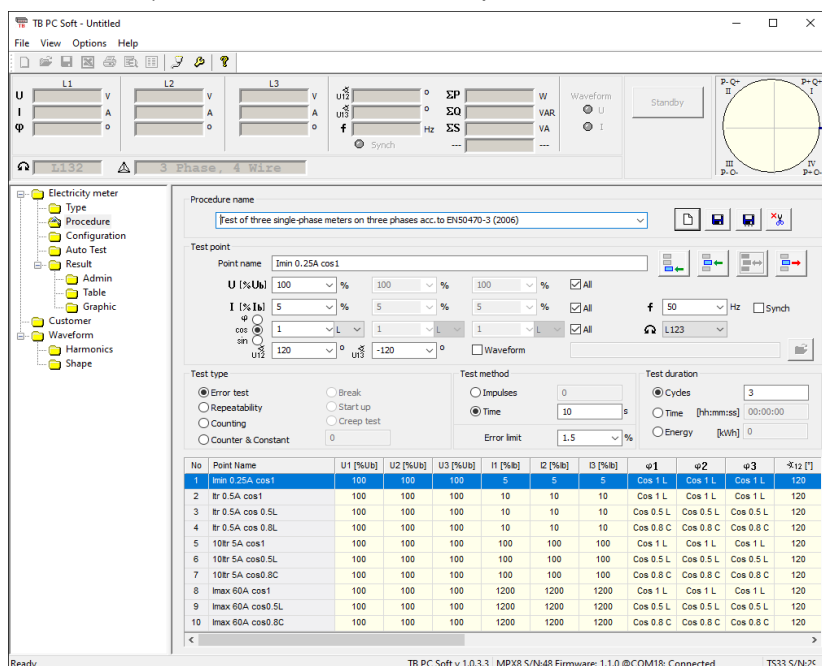 TB PC Soft - Untitled
File View Options Help
L1 L2 L3
U V V V U12 ° ΣP W Waveform Standby P- Q+ P+ Q+
II I
I A A A U13 ° ΣQ VAR U
φ ° ° ° f Hz ΣS VA I
Synch --- ---
L132 3 Phase, 4 Wire III IV
P- Q- P+ Q-
Electricity meter
Type
Procedure
Configuration
Auto Test
Result
Admin
Table
Graphic
Customer
Waveform
Harmonics
Shape
Procedure name
Test of three single-phase meters on three phases acc. to EN50470-3 (2006)
Test point
Point name Imin 0.25A cos1
U [%Ub] 100 % 100 % 100 % All
I [%Ib] 5 % 5 % 5 % All f 50 Hz Synch
φ
cos 1 L 1 L 1 L All L123
sin
U12 120 ° U13 -120 ° Waveform
Test type Test method Test duration
Error test Break Impulses 0 Cycles 3
Repeatability Start up Time 10 s Time [hh:mm:ss] 00:00:00
Counting Creep test Energy [kWh] 0
Counter & Constant 0 Error limit 1.5 %
No Point Name U1 [%Ub] U2 [%Ub] U3 [%Ub] I1 [%Ib] I2 [%Ib] I3 [%Ib] φ1 φ2 φ3 12 [°]
1 Imin 0.25A cos1 100 100 100 5 5 5 Cos 1 L Cos 1 L Cos 1 L 120
2 Itr 0.5A cos1 100 100 100 10 10 10 Cos 1 L Cos 1 L Cos 1 L 120
3 Itr 0.5A cos 0.5L 100 100 100 10 10 10 Cos 0.5 L Cos 0.5 L Cos 0.5 L 120
4 Itr 0.5A cos 0.8L 100 100 100 10 10 10 Cos 0.8 C Cos 0.8 C Cos 0.8 C 120
5 10Itr 5A cos1 100 100 100 100 100 100 Cos 1 L Cos 1 L Cos 1 L 120
6 10Itr 5A cos0.5L 100 100 100 100 100 100 Cos 0.5 L Cos 0.5 L Cos 0.5 L 120
7 10Itr 5A cos0.8C 100 100 100 100 100 100 Cos 0.8 C Cos 0.8 C Cos 0.8 C 120
8 Imax 60A cos1 100 100 100 1200 1200 1200 Cos 1 L Cos 1 L Cos 1 L 120
9 Imax 60A cos0.5L 100 100 100 1200 1200 1200 Cos 0.5 L Cos 0.5 L Cos 0.5 L 120
10 Imax 60A cos0.8C 100 100 100 1200 1200 1200 Cos 0.8 C Cos 0.8 C Cos 0.8 C 120
Ready TB PC Soft v 1.0.3.3 MPX8 S/N:48 Firmware: 1.1.0 @COM18: Connected TS33 S/N:29